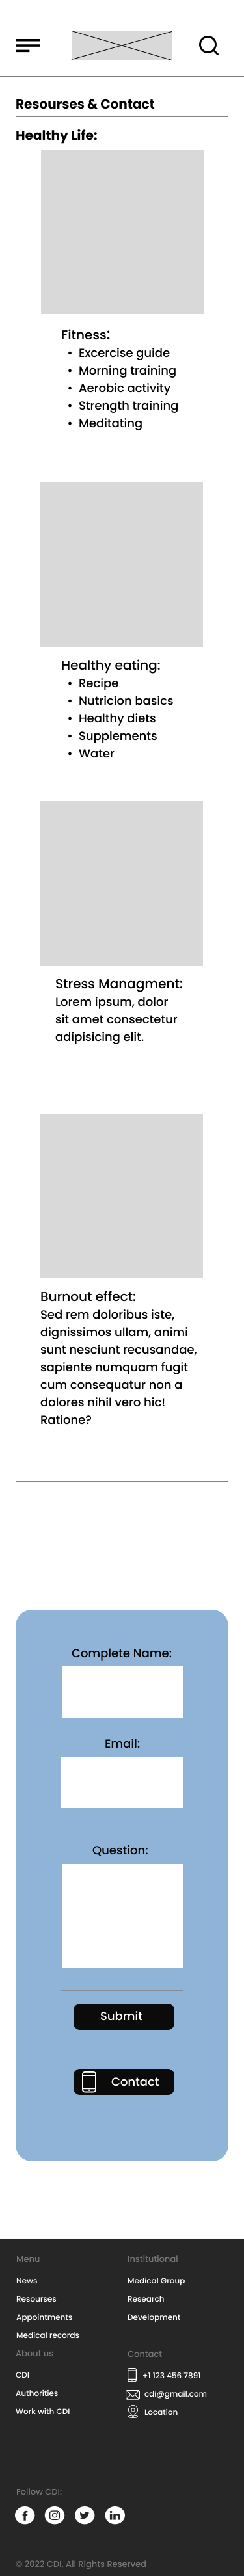 Resourses & Contact
Healthy Life:
Fitness:
• Excercise guide
• Morning training
• Aerobic activity
• Strength training
• Meditating
Healthy eating:
• Recipe
• Nutricion basics
• Healthy diets
• Supplements
• Water
Stress Managment:
Lorem ipsum, dolor
sit amet consectetur
adipisicing elit.
Burnout effect:
Sed rem doloribus iste,
dignissimos ullam, animi
sunt nesciunt recusandae,
sapiente numquam fugit
cum consequatur non a
dolores nihil vero hic!
Ratione?
Complete Name:
Email:
Question:
Submit
Contact
Menu
News
Resourses
Appointments
Medical records
About us
CDI
Authorities
Work with CDI
Institutional
Medical Group
Research
Development
Contact
+1 123 456 7891
cdi@gmail.com
Location
Follow CDI:
© 2022 CDI. All Rights Reserved